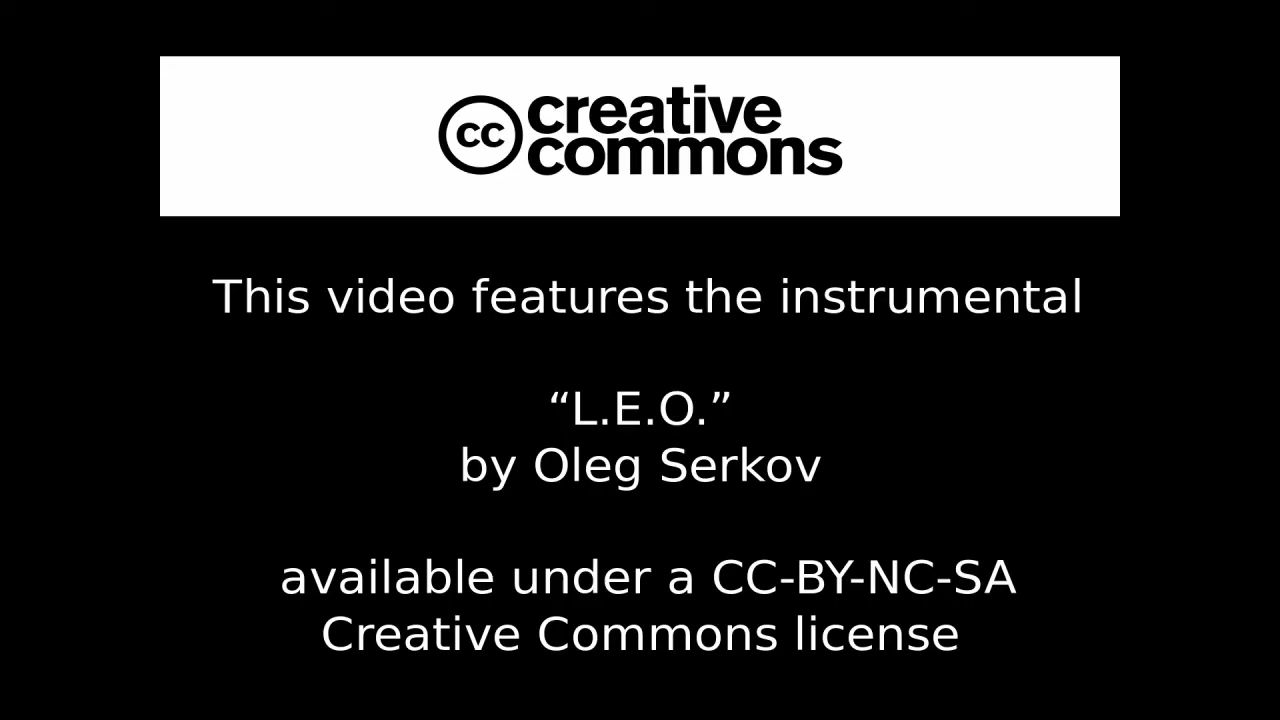 cc creative
commons
This video features the instrumental
“L.E.O.”
by Oleg Serkov
available under a CC-BY-NC-SA
Creative Commons license